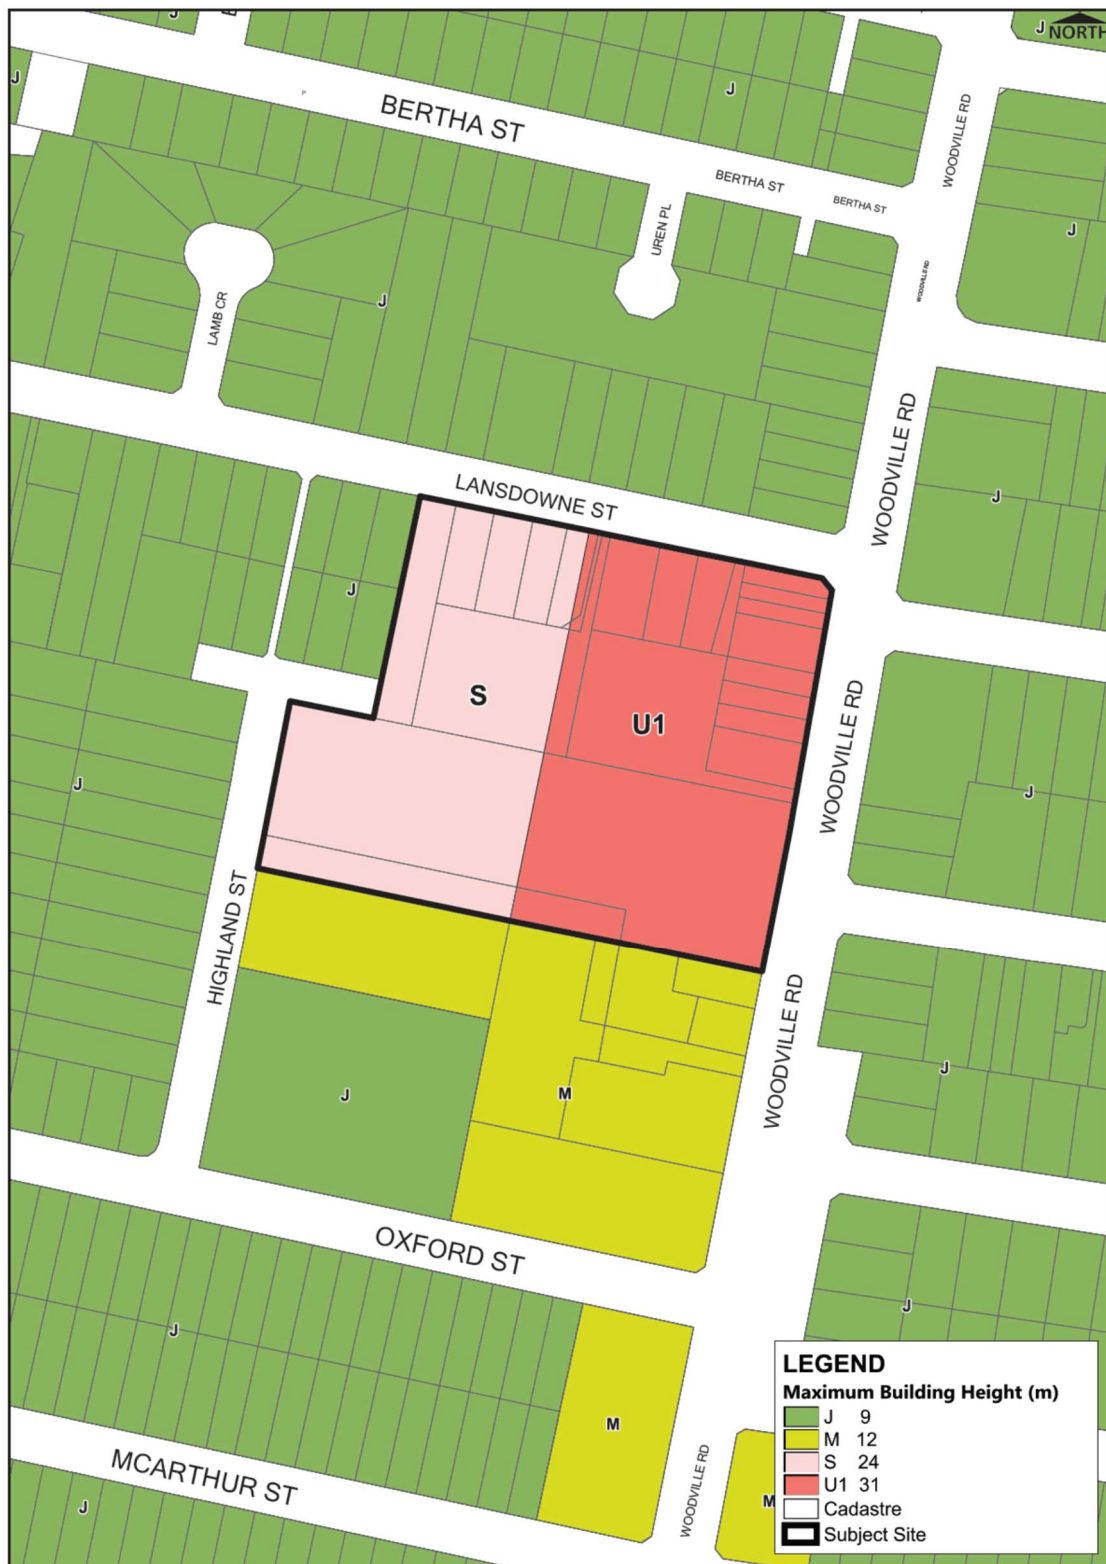 J
J
NORTH
J
J
BERTHA ST
P
WOODVILLE RD
BERTHA ST
BERTHA ST
UREN PL
J
WOODVILLE RD
LAMB CR
J
WOODVILLE RD
LANSDOWNE ST
J
J
S
U1
WOODVILLE RD
J
J
HIGHLAND ST
WOODVILLE RD
J
J
M
OXFORD ST
J
J
LEGEND
Maximum Building Height (m)
J 9
M 12
S 24
U1 31
Cadastre
Subject Site
M
WOODVILLE RD
MCARTHUR ST
M
J